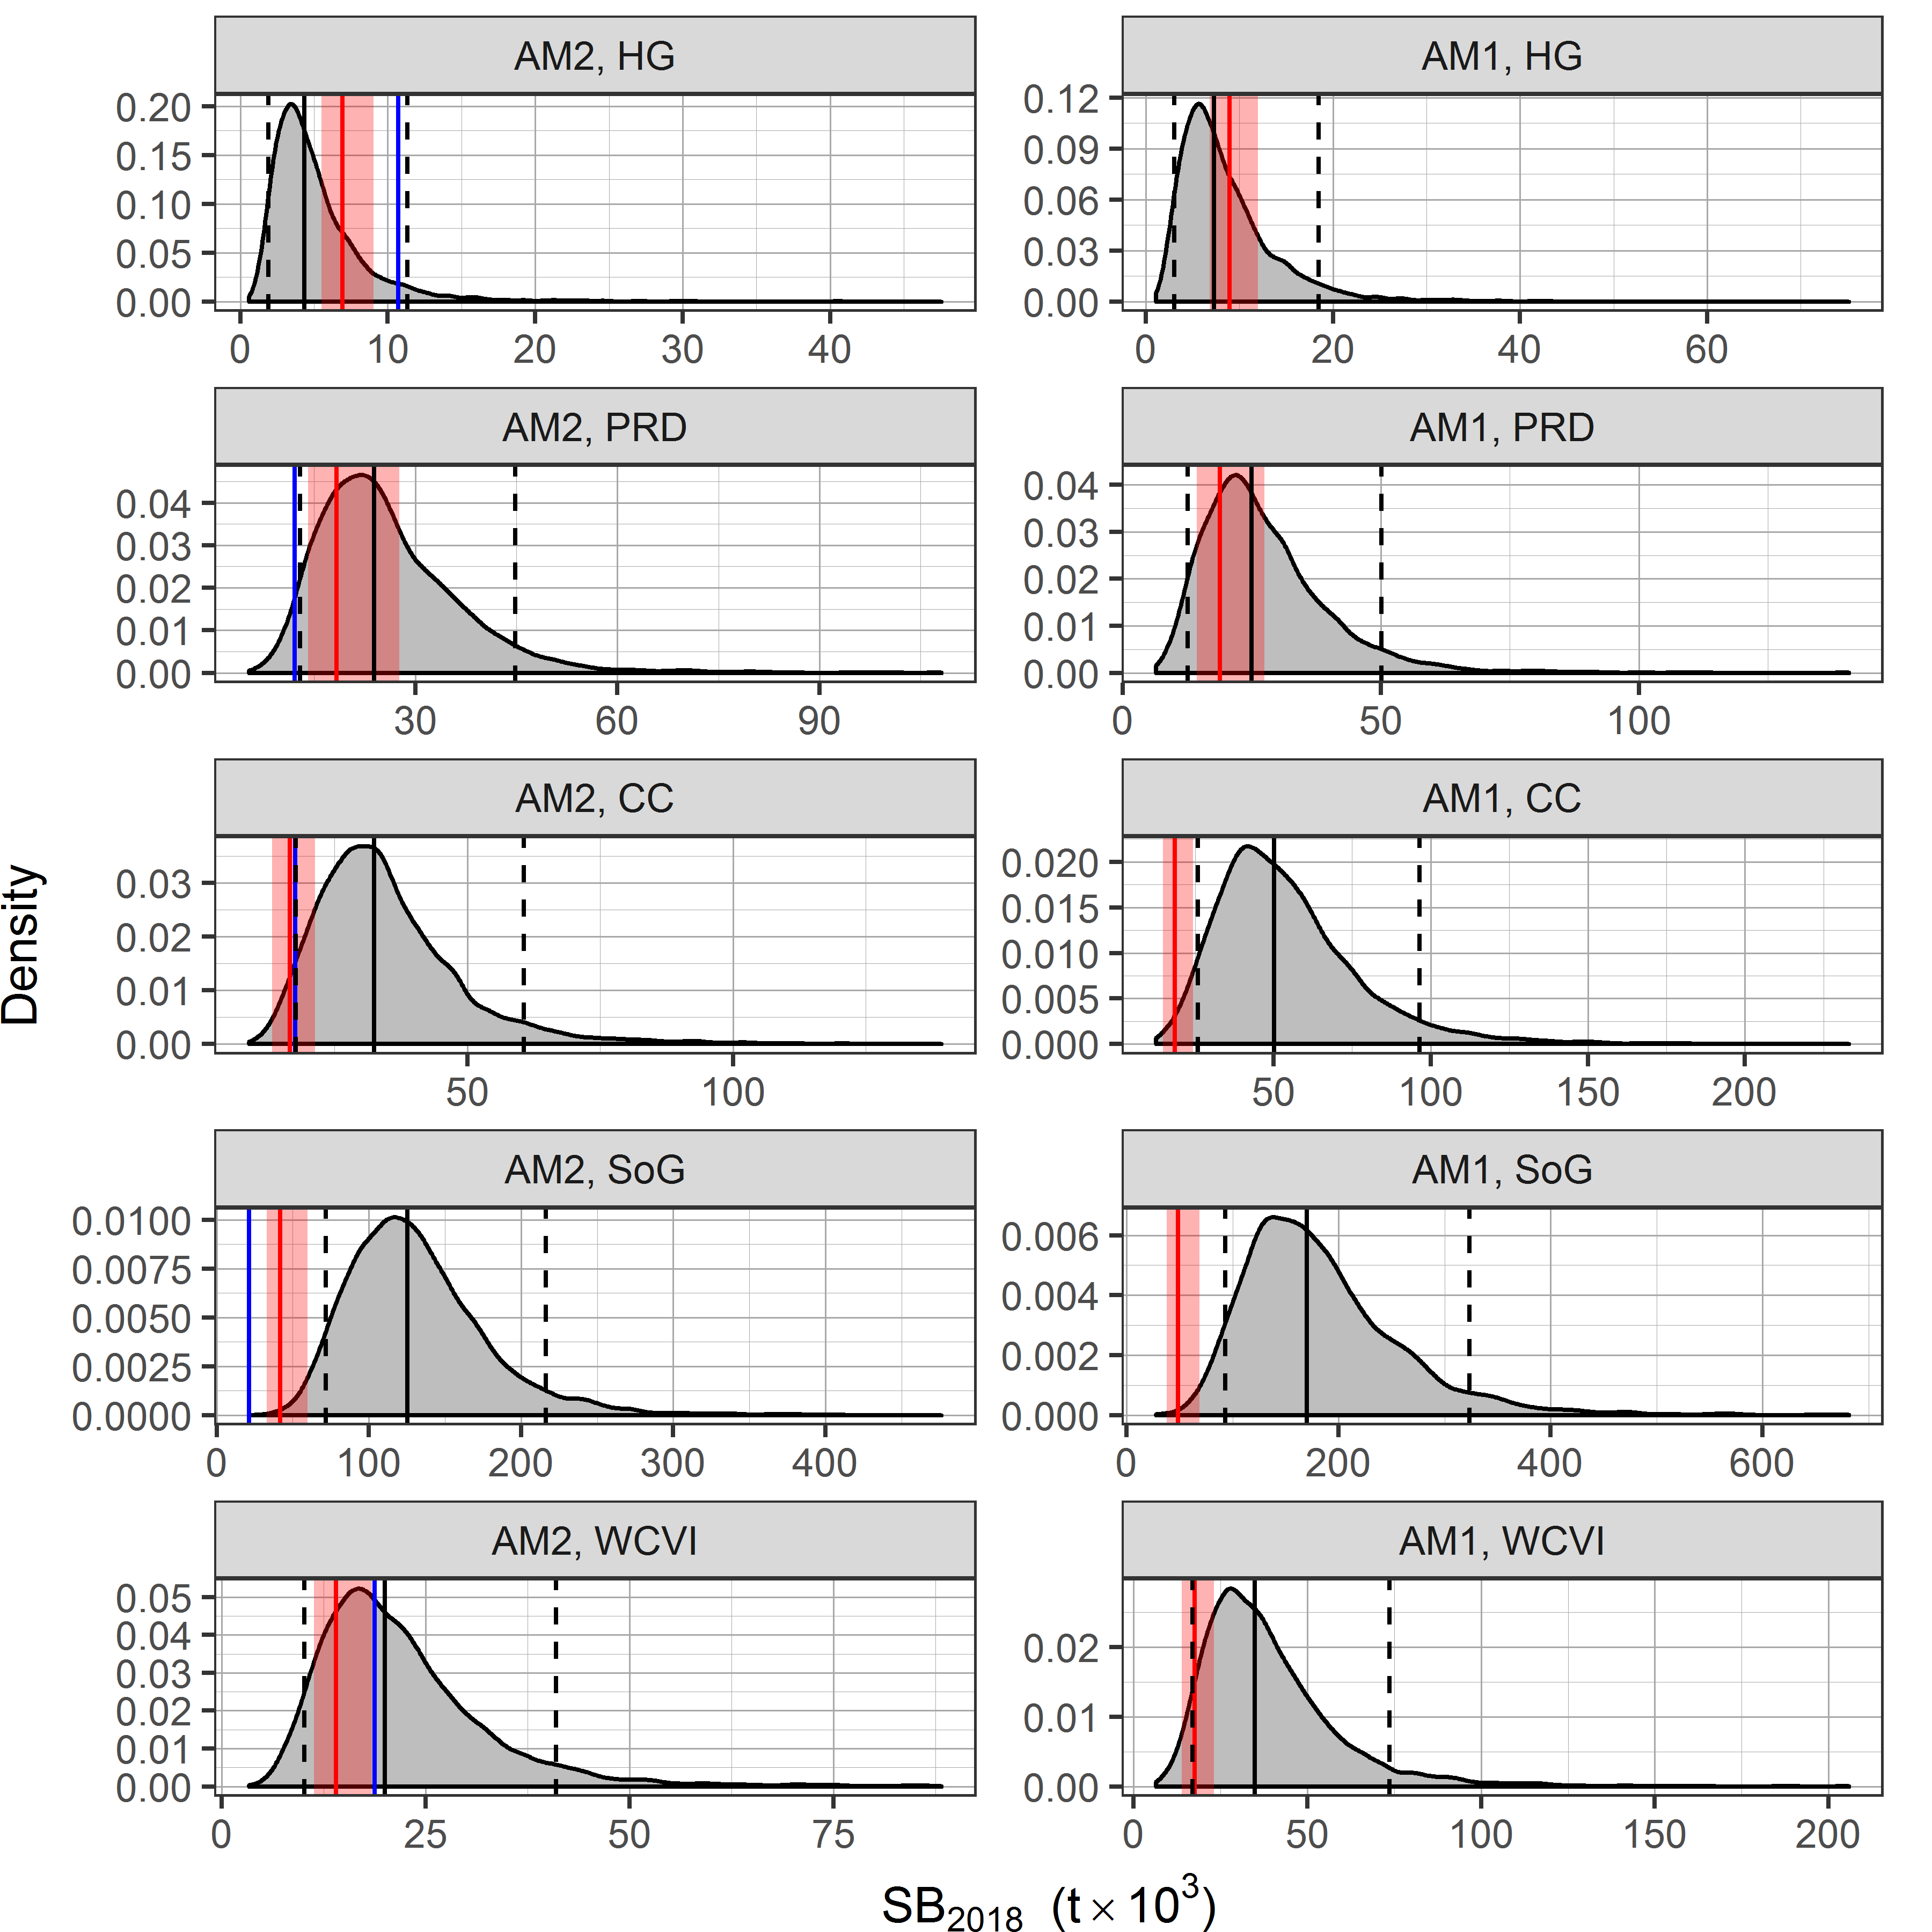 AM2, HG
AM1, HG
0.20
0.15
0.10
0.05
0.00
0.12
0.09
0.06
0.03
0.00
0 10 20 30 40
0 20 40 60
AM2, PRD
AM1, PRD
0.04
0.03
0.02
0.01
0.00
0.04
0.03
0.02
0.01
0.00
30 60 90
0 50 100
AM2, CC
AM1, CC
0.03
0.02
0.01
0.00
0.020
0.015
0.010
0.005
0.000
50 100
50 100 150 200
Density
AM2, SoG
AM1, SoG
0.0100
0.0075
0.0050
0.0025
0.0000
0.006
0.004
0.002
0.000
0 100 200 300 400
0 200 400 600
AM2, WCVI
AM1, WCVI
0.05
0.04
0.03
0.02
0.01
0.00
0.02
0.01
0.00
0 25 50 75
0 50 100 150 200
SB₂₀₁₈ (t × 10³)